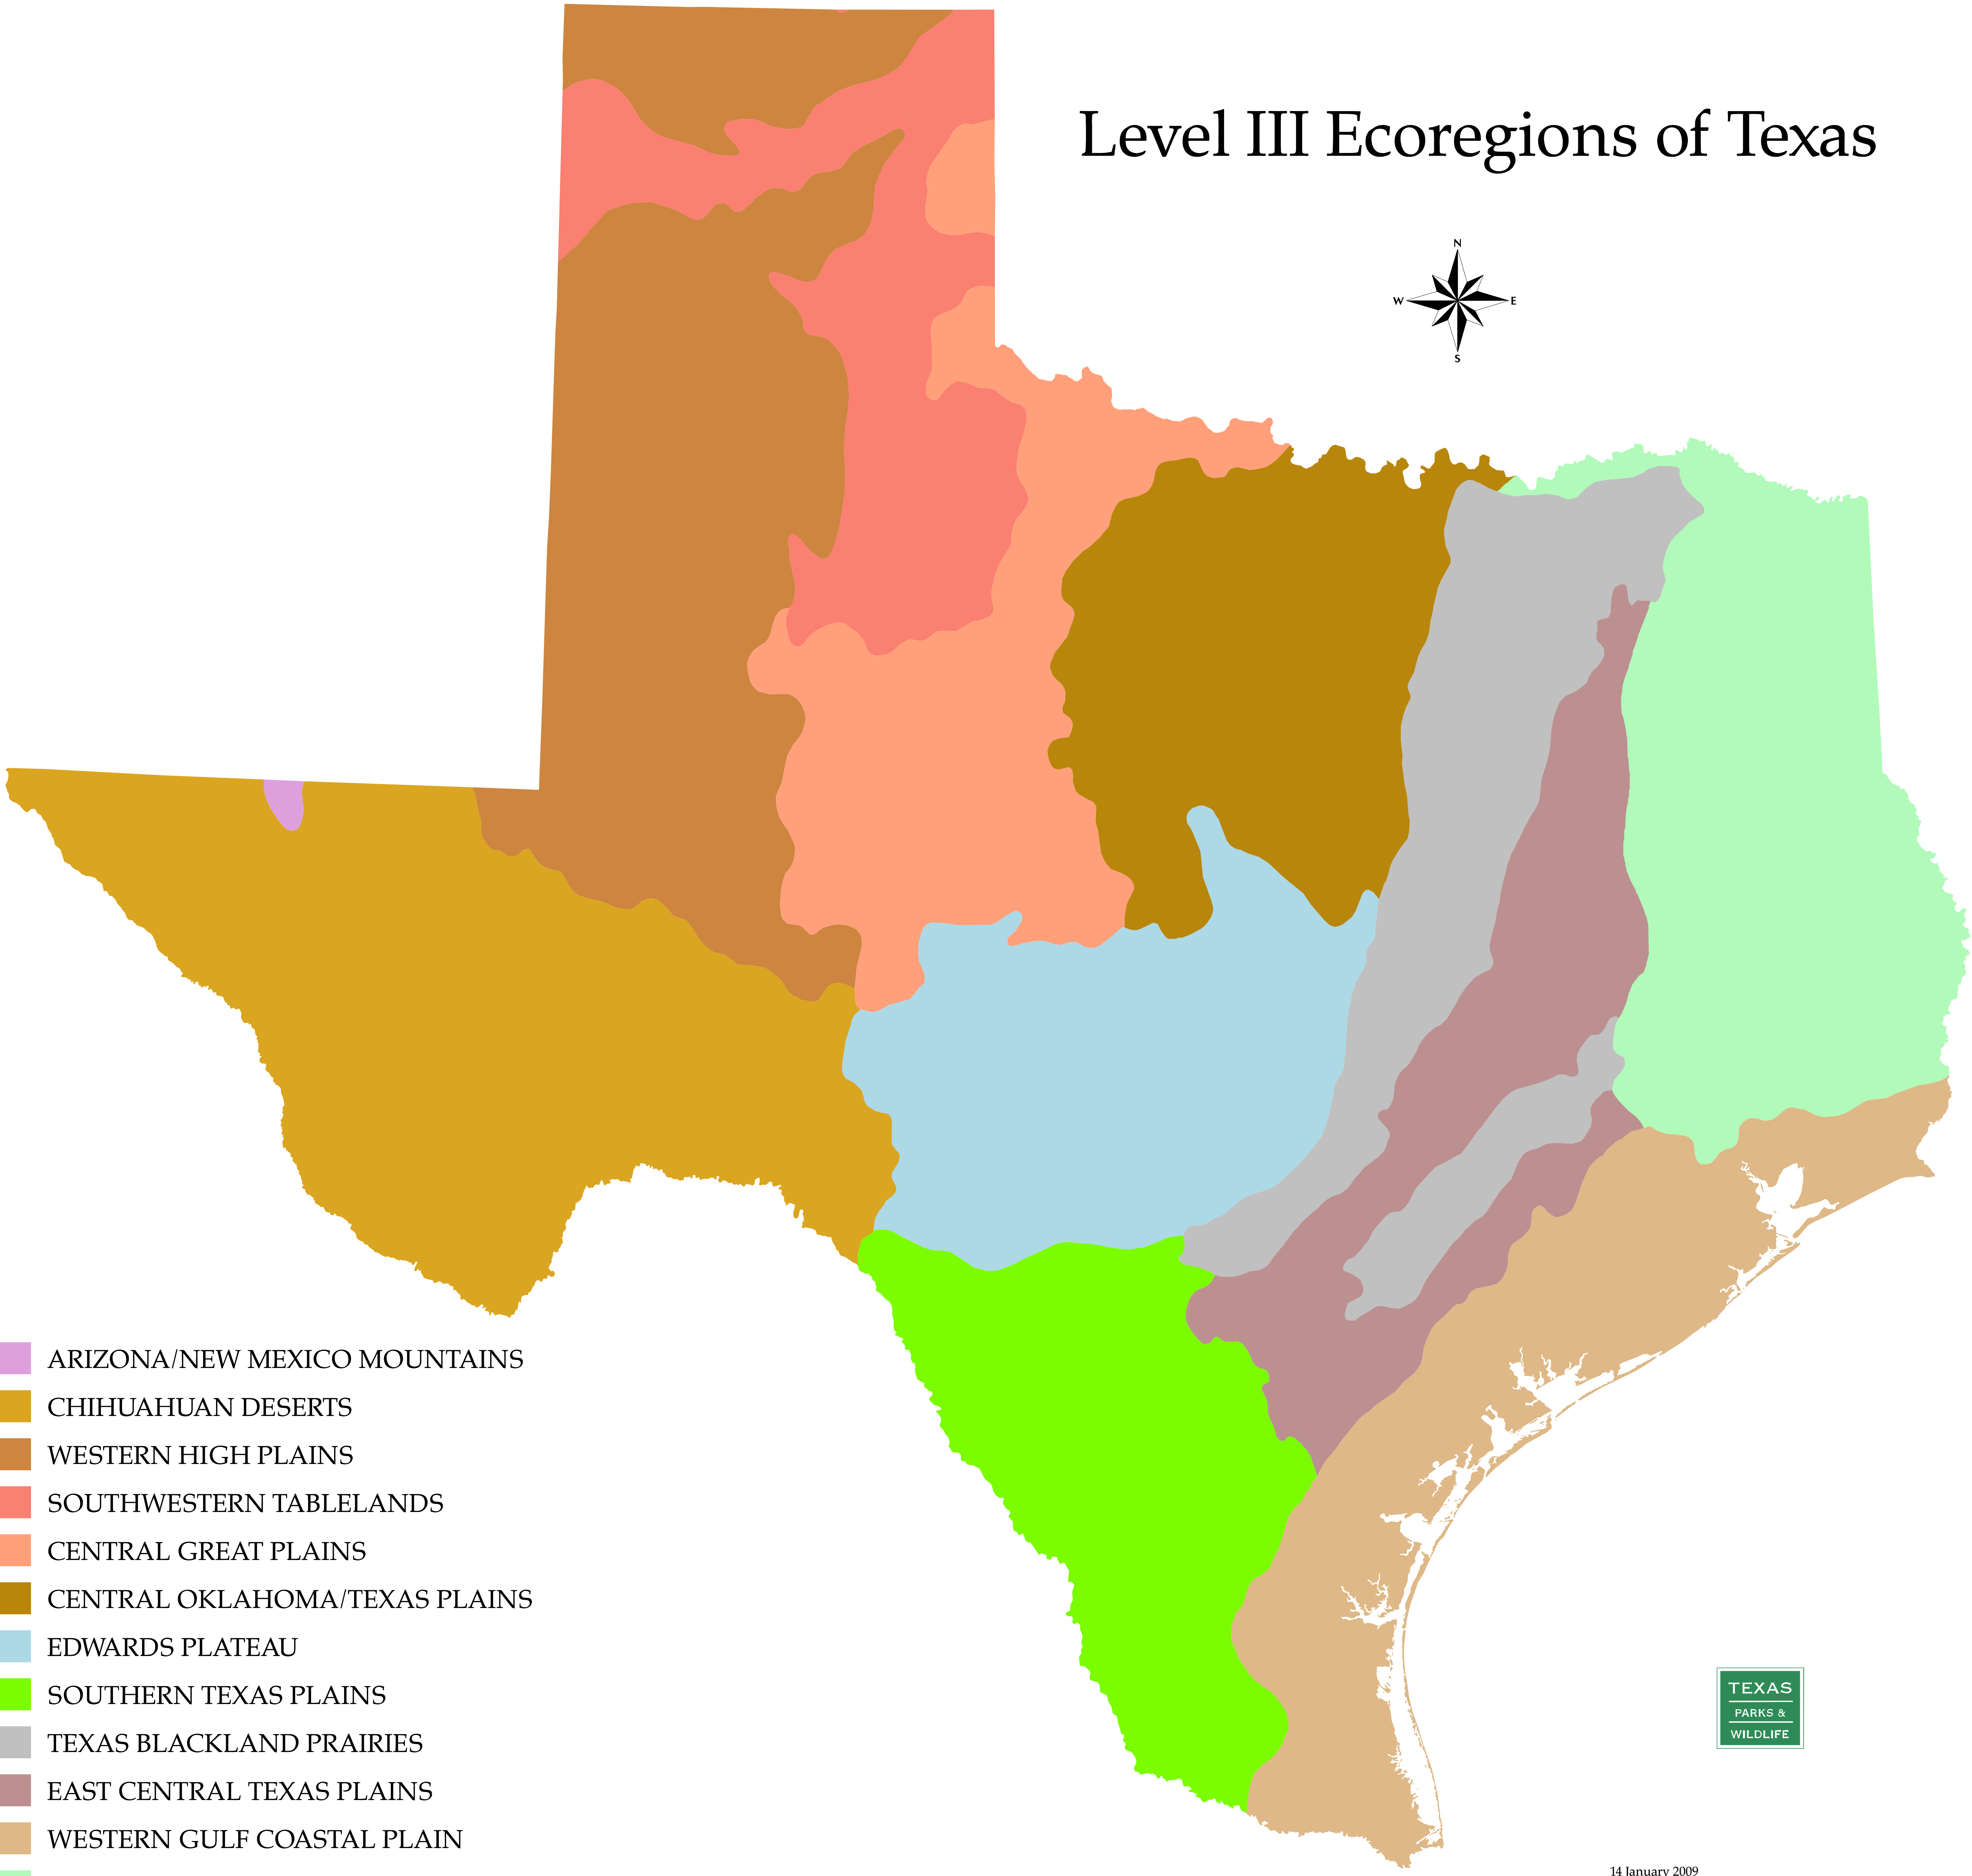 Level III Ecoregions of Texas
N
W E
S
ARIZONA/NEW MEXICO MOUNTAINS
CHIHUAHUAN DESERTS
WESTERN HIGH PLAINS
SOUTHWESTERN TABLELANDS
CENTRAL GREAT PLAINS
CENTRAL OKLAHOMA/TEXAS PLAINS
EDWARDS PLATEAU
SOUTHERN TEXAS PLAINS
TEXAS BLACKLAND PRAIRIES
EAST CENTRAL TEXAS PLAINS
WESTERN GULF COASTAL PLAIN
TEXAS
PARKS &
WILDLIFE
14 January 2009